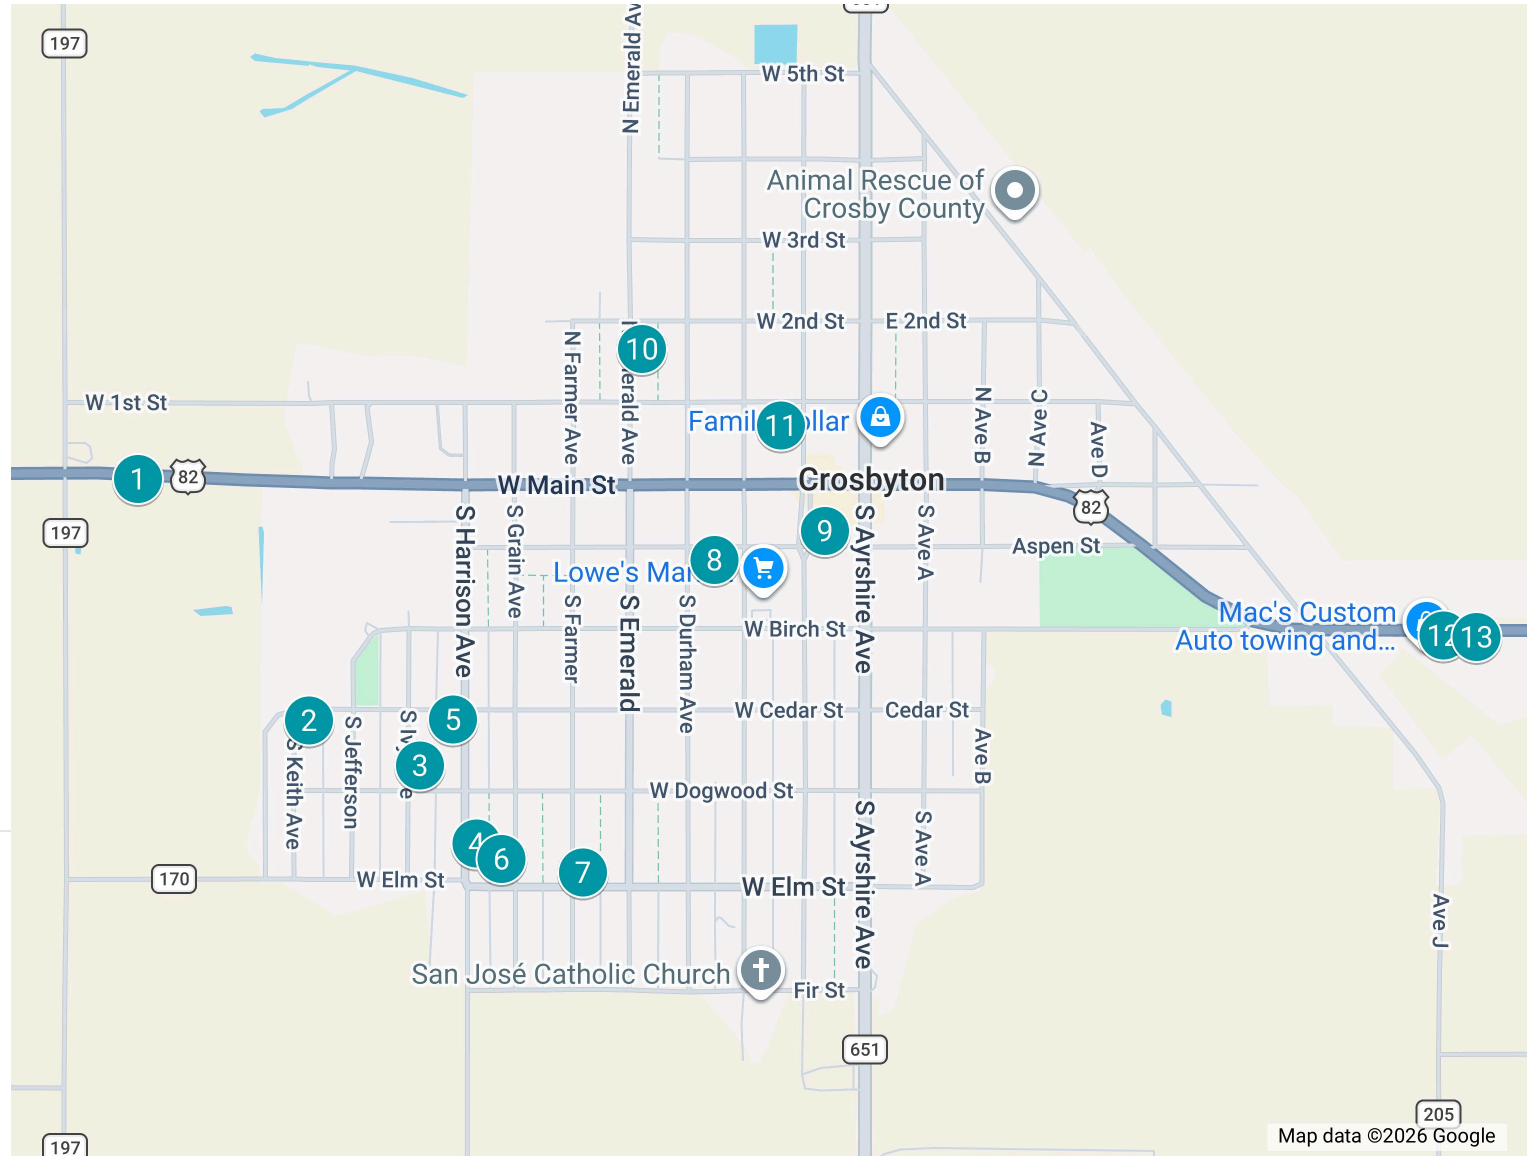 651
197
N Emerald Av
W 5th St
Animal Rescue of
Crosby County
W 3rd St
W 2nd St
E 2nd St
10
N Farmer Ave
erald Ave
W 1st St
N Ave B
N Ave C
Ave D
11
Famil
ollar
1
82
W Main St
Crosbyton
82
197
S Harrison Ave
S Grain Ave
9
S Ayrshire Ave
S Ave A
Aspen St
8
Lowe's Mar
S Farmer
S Emerald
S Durham Ave
W Birch St
Mac's Custom
Auto towing and...
12
13
2
5
S Keith Ave
S Jefferson
S Iv
e
3
W Cedar St
Cedar St
Ave B
W Dogwood St
S Ayrshire Ave
S Ave A
4
6
7
170
W Elm St
W Elm St
Ave J
San José Catholic Church
Fir St
651
205
197
Map data ©2026 Google